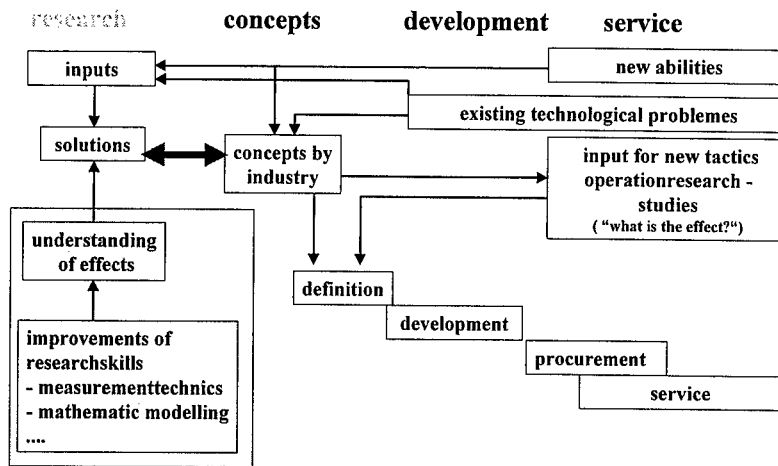 research concepts development service
inputs
new abilities
existing technological problemes
solutions
concepts by
industry
input for new tactics
operationresearch -
studies
( "what is the effect?")
understanding
of effects
definition
development
improvements of
researchskills
- measurementtechnics
- mathematic modelling
....
procurement
service